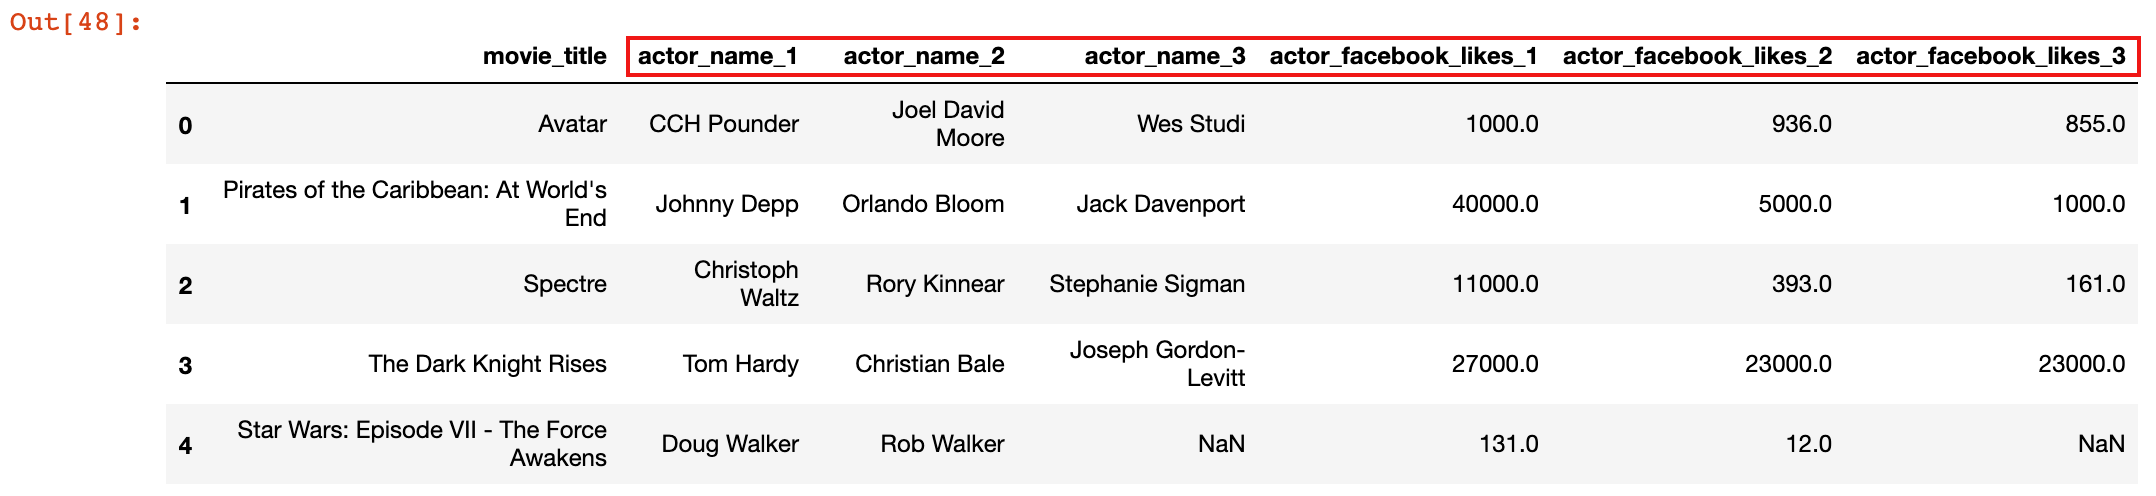 Out[48]:
movie_title actor_name_1 actor_name_2 actor_name_3 actor_facebook_likes_1 actor_facebook_likes_2 actor_facebook_likes_3
0 Avatar CCH Pounder Joel David Moore Wes Studi 1000.0 936.0 855.0
1 Pirates of the Caribbean: At World's End Johnny Depp Orlando Bloom Jack Davenport 40000.0 5000.0 1000.0
2 Spectre Christoph Waltz Rory Kinnear Stephanie Sigman 11000.0 393.0 161.0
3 The Dark Knight Rises Tom Hardy Christian Bale Joseph Gordon-Levitt 27000.0 23000.0 23000.0
4 Star Wars: Episode VII - The Force Awakens Doug Walker Rob Walker NaN 131.0 12.0 NaN